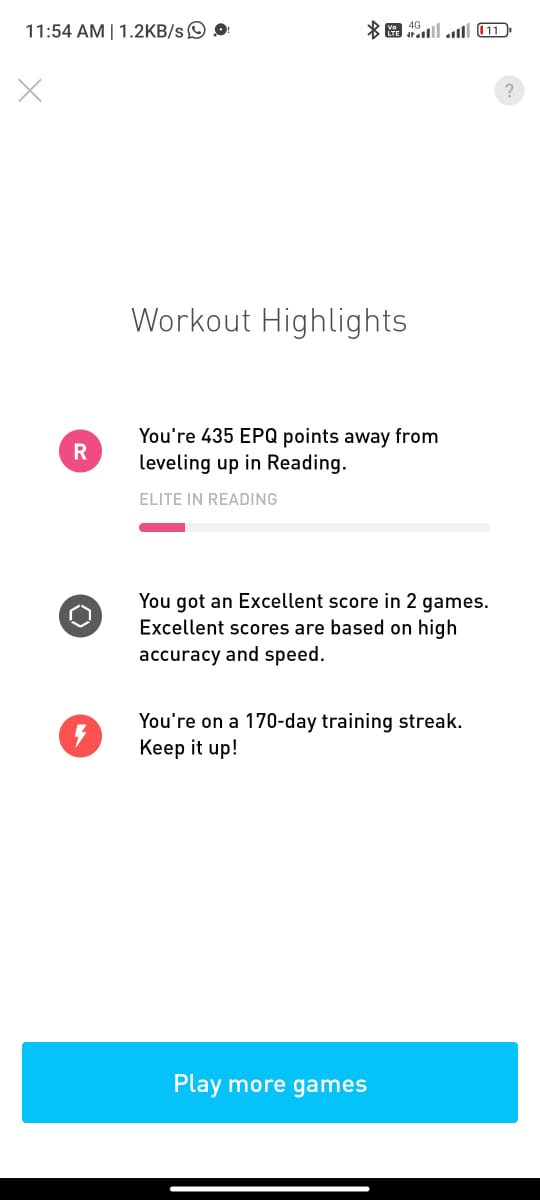 11:54 AM | 1.2KB/s
Vo LTE 4G 11
?
Workout Highlights
R
You're 435 EPQ points away from
leveling up in Reading.
ELITE IN READING
You got an Excellent score in 2 games.
Excellent scores are based on high
accuracy and speed.
You're on a 170-day training streak.
Keep it up!
Play more games